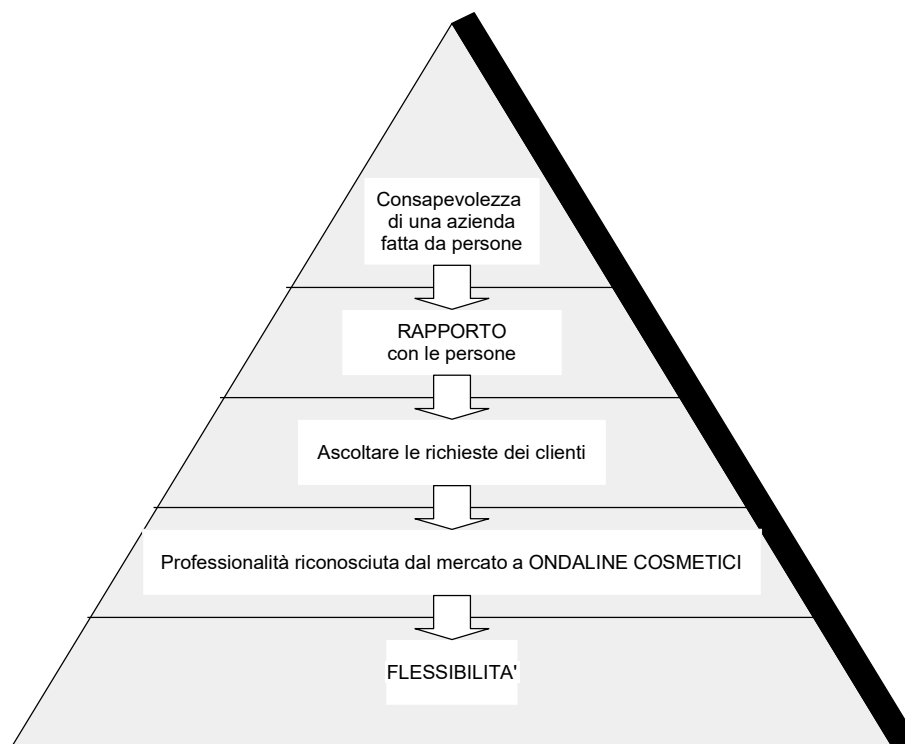 Consapevolezza
di una azienda
fatta da persone
RAPPORTO
con le persone
Ascoltare le richieste dei clienti
Professionalità riconosciuta dal mercato a ONDALINE COSMETICI
FLESSIBILITA'